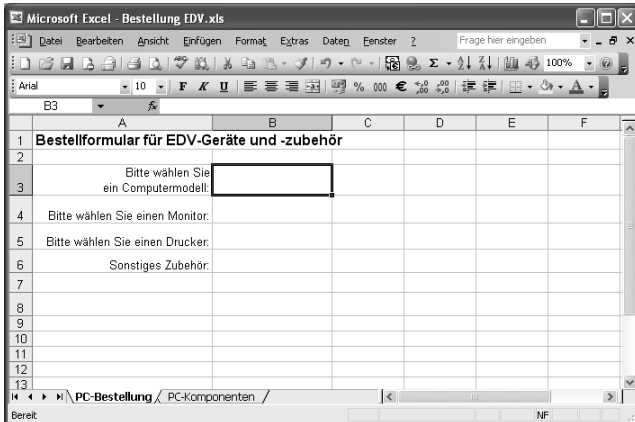 Microsoft Excel - Bestellung EDV.xls
Datei Bearbeiten Ansicht Einfügen Format Extras Daten Fenster ? Frage hier eingeben
100%
Arial 10 F K U % 000 €
B3 fx
A B C D E F
1 Bestellformular für EDV-Geräte und -zubehör
2
Bitte wählen Sie
3 ein Computermodell:
4 Bitte wählen Sie einen Monitor:
5 Bitte wählen Sie einen Drucker:
6 Sonstiges Zubehör:
7
8
9
10
11
12
13
PC-Bestellung PC-Komponenten
Bereit NF